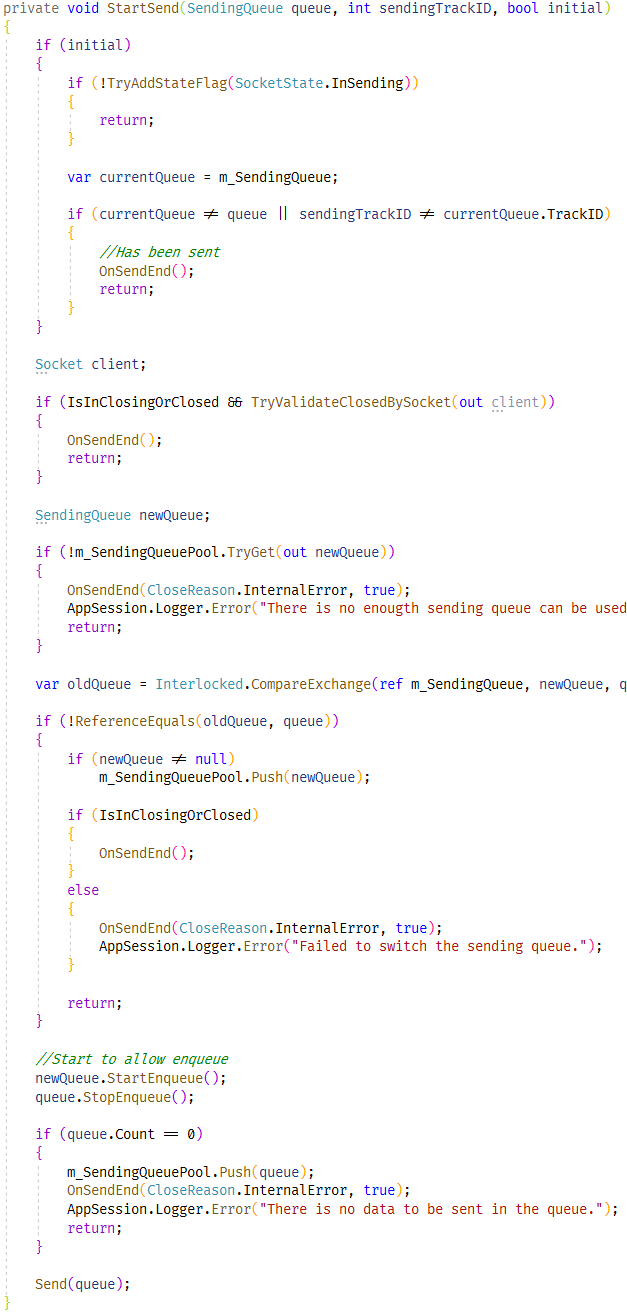 private void StartSend(SendingQueue queue, int sendingTrackID, bool initial)
{
    if (initial)
    {
        if (!TryAddStateFlag(SocketState.InSending))
        {
            return;
        }

        var currentQueue = m_SendingQueue;

        if (currentQueue != queue || sendingTrackID != currentQueue.TrackID)
        {
            //Has been sent
            OnSendEnd();
            return;
        }
    }

    Socket client;

    if (IsInClosingOrClosed && TryValidateClosedBySocket(out client))
    {
        OnSendEnd();
        return;
    }

    SendingQueue newQueue;

    if (!m_SendingQueuePool.TryGet(out newQueue))
    {
        OnSendEnd(CloseReason.InternalError, true);
        AppSession.Logger.Error("There is no enougth sending queue can be used
        return;
    }

    var oldQueue = Interlocked.CompareExchange(ref m_SendingQueue, newQueue, q

    if (!ReferenceEquals(oldQueue, queue))
    {
        if (newQueue != null)
            m_SendingQueuePool.Push(newQueue);

        if (IsInClosingOrClosed)
        {
            OnSendEnd();
        }
        else
        {
            OnSendEnd(CloseReason.InternalError, true);
            AppSession.Logger.Error("Failed to switch the sending queue.");
        }

        return;
    }

    //Start to allow enqueue
    newQueue.StartEnqueue();
    queue.StopEnqueue();

    if (queue.Count == 0)
    {
        m_SendingQueuePool.Push(queue);
        OnSendEnd(CloseReason.InternalError, true);
        AppSession.Logger.Error("There is no data to be sent in the queue.");
        return;
    }

    Send(queue);
}